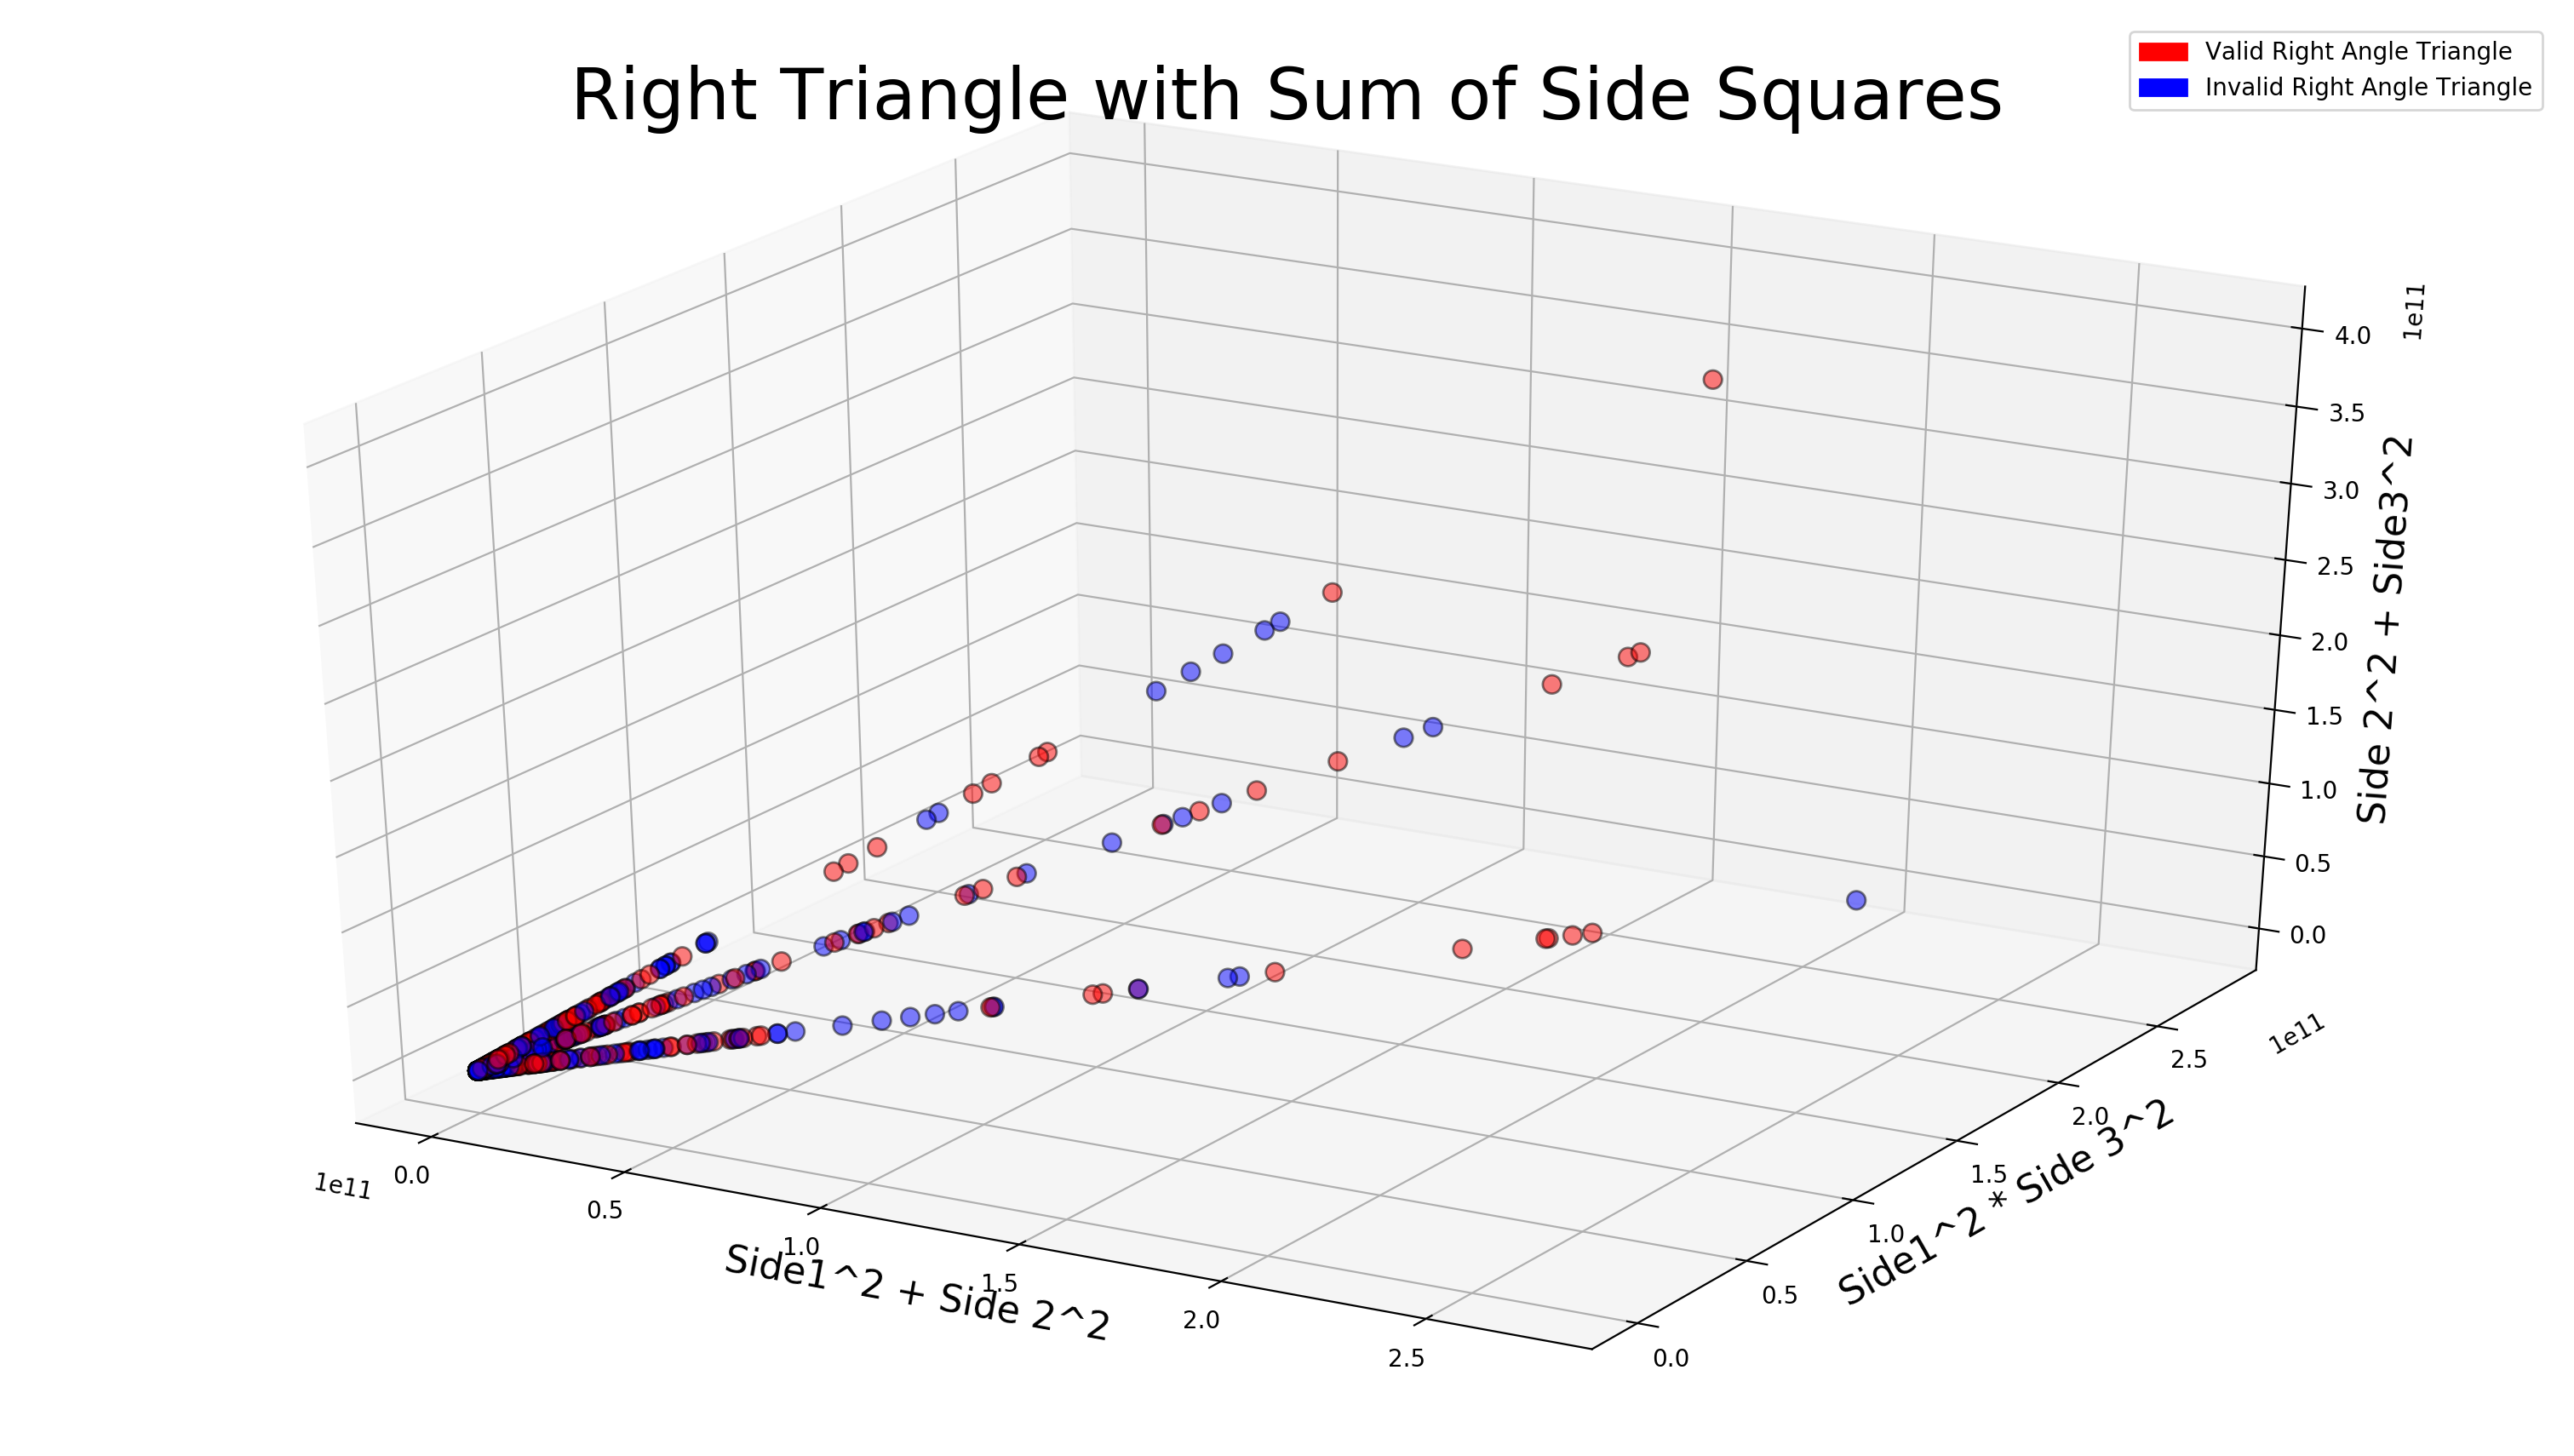 Right Triangle with Sum of Side Squares
Valid Right Angle Triangle
Invalid Right Angle Triangle
1e11
4.0
3.5
3.0
2.5
2.0
1.5
1.0
0.5
0.0
Side 2^2 + Side3^2
1e11
2.5
2.0
1.5
1.0
0.5
0.0
Side1^2 * Side 3^2
1e11
0.0
0.5
1.0
1.5
2.0
2.5
Side1^2 + Side 2^2